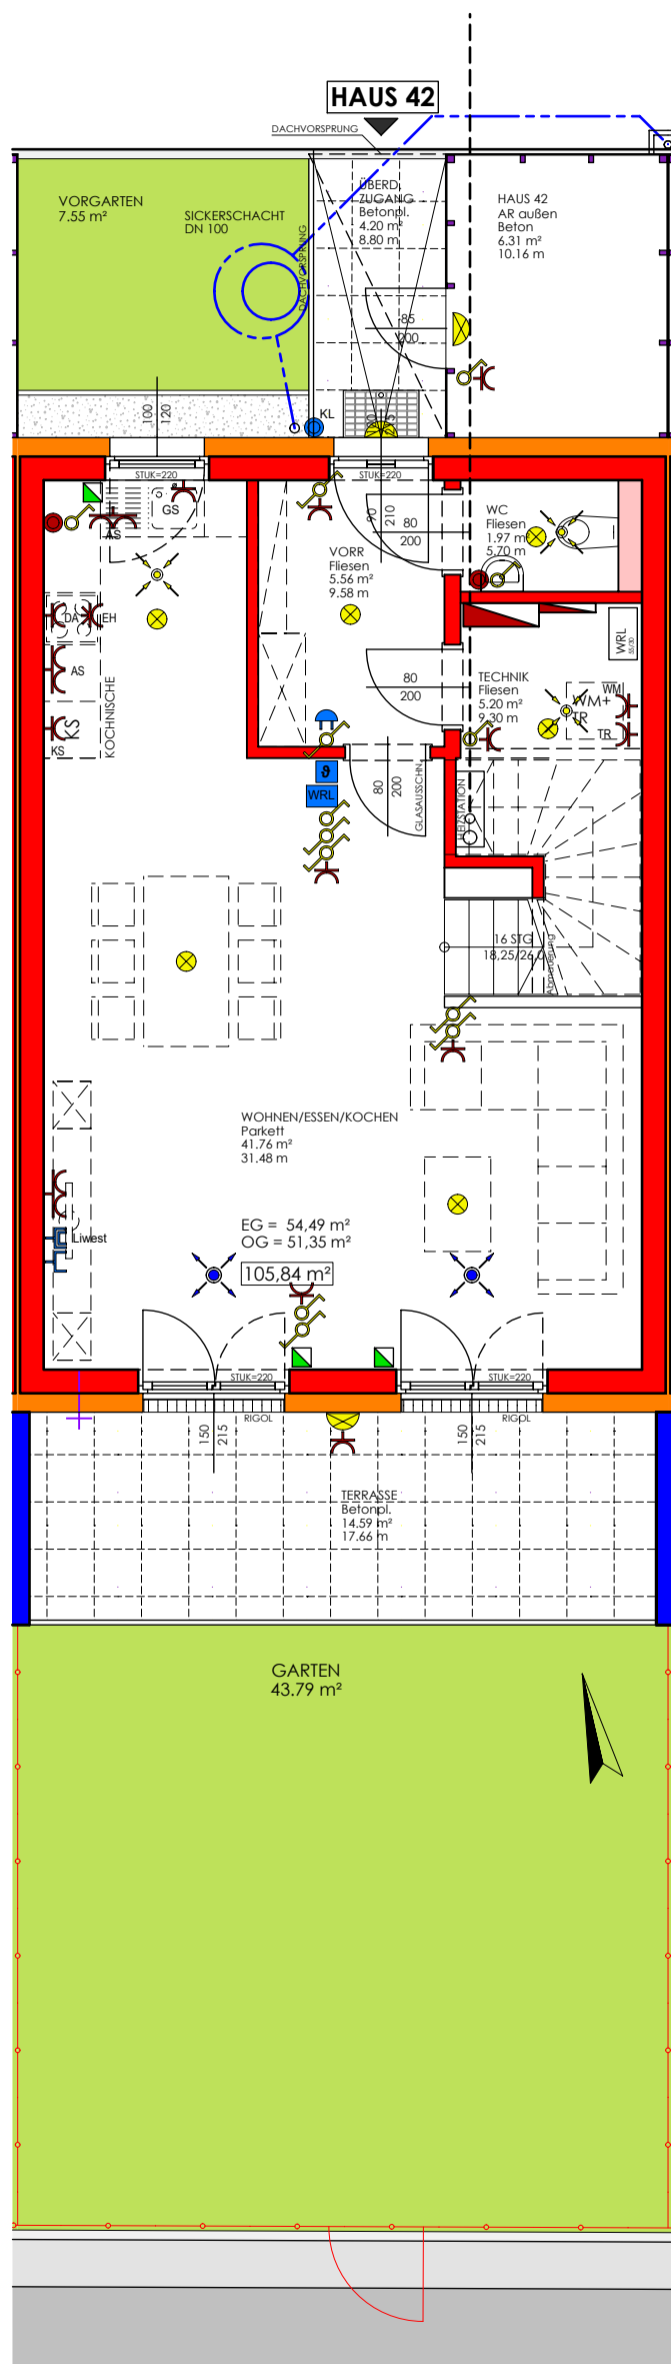 HAUS 42
DACHVORSPRUNG
VORGARTEN
7.55 m²
SICKERSCHACHT
DN 100
DACHVORSPRUNG
ÜBERD.
ZUGANG
Betonpl.
4.20 m²
8.80 m
HAUS 42
AR außen
Beton
6.31 m²
10.16 m
85
200
100
120
KL
STUK=220
STUK=220
GS
AS
90
210
80
200
WC
Fliesen
1.97 m²
5.70 m
VORR
Fliesen
5.56 m²
9.58 m
DA
EH
AS
KS
KS
KOCHNISCHE
WRL
80
200
TECHNIK
Fliesen
5.20 m²
9.30 m
WM
WM+
TR
TR
ϑ
WRL
80
200
GLASAUSSCHN.
HEIZSTATION
16 STG
18,25/26,0
Abmauerung
WOHNEN/ESSEN/KOCHEN
Parkett
41.76 m²
31.48 m
EG = 54,49 m²
OG = 51,35 m²
105,84 m²
Liwest
STUK=220
STUK=220
RIGOL
RIGOL
150
215
150
215
TERRASSE
Betonpl.
14.59 m²
17.66 m
GARTEN
43.79 m²